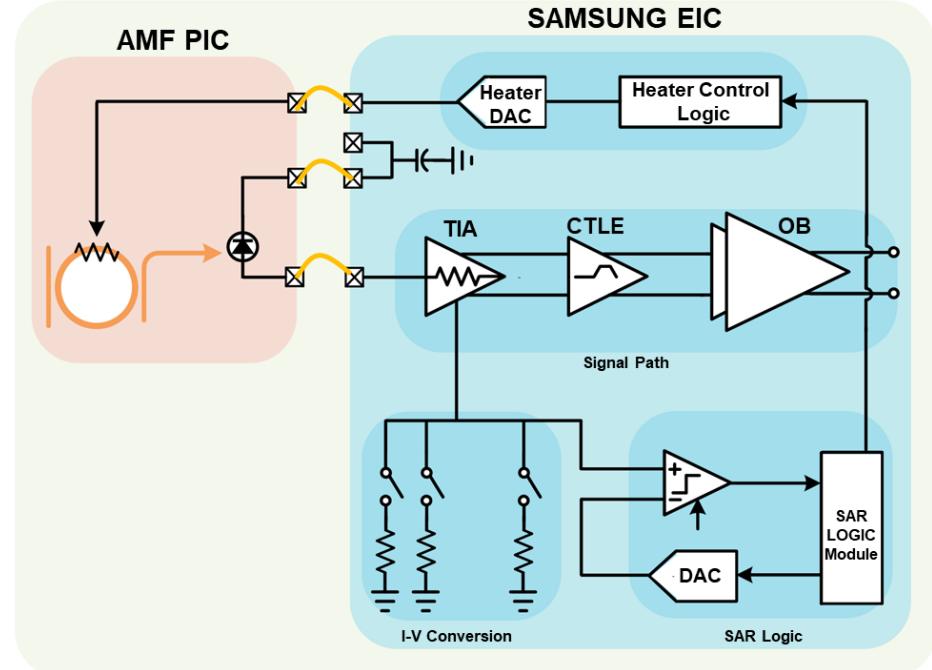 SAMSUNG EIC
AMF PIC
Heater
DAC
Heater Control
Logic
TIA
CTLE
OB
Signal Path
+
−
SAR
LOGIC
Module
DAC
I-V Conversion
SAR Logic